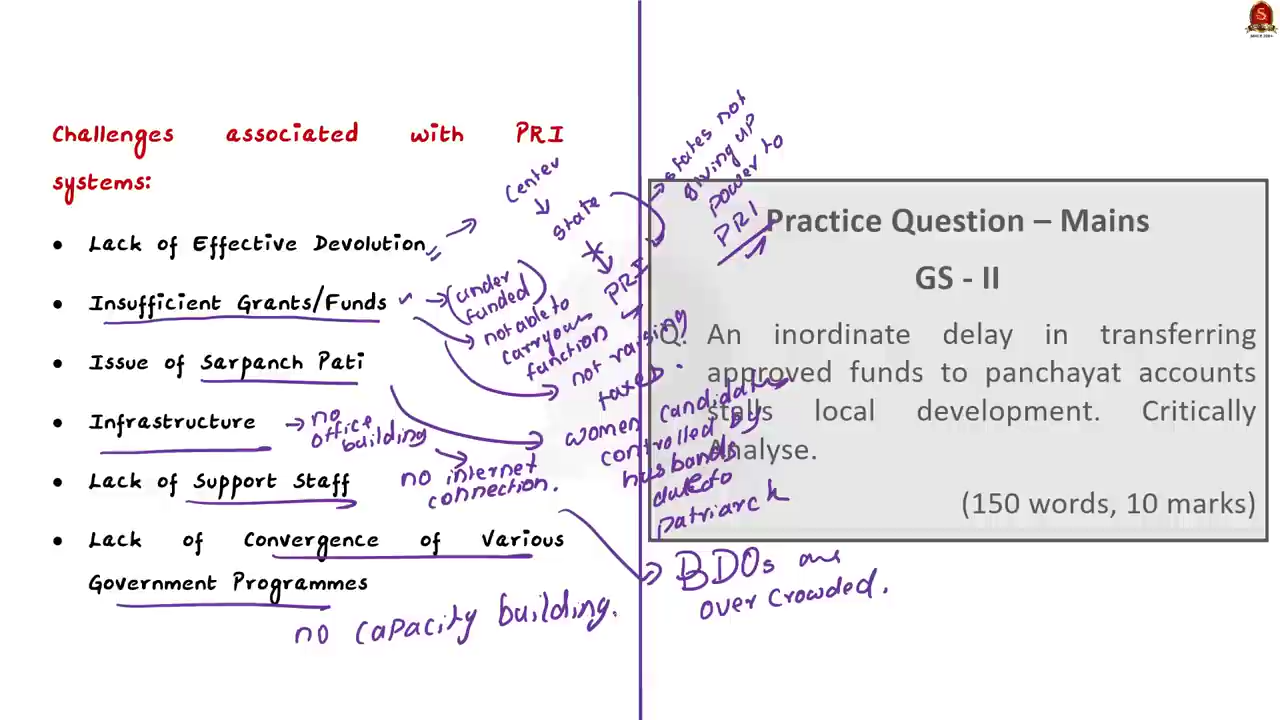 Challenges associated with PRI
systems:
• Lack of Effective Devolution
• Insufficient Grants/Funds
• Issue of Sarpanch Pati
• Infrastructure
• Lack of Support Staff
• Lack of Convergence of Various
Government Programmes
Center
state
PRI
states not
giving up
power to
PRI
(under
funded)
not able to
carryous
function
not raising
taxes.
no
office
building
no internet
connection.
women candidates
controlled by
husbands
due to
patriarch
BDOs are
over crowded.
no capacity building.
Practice Question – Mains
GS - II
Q. An inordinate delay in transferring
approved funds to panchayat accounts
stalls local development. Critically
Analyse.
(150 words, 10 marks)